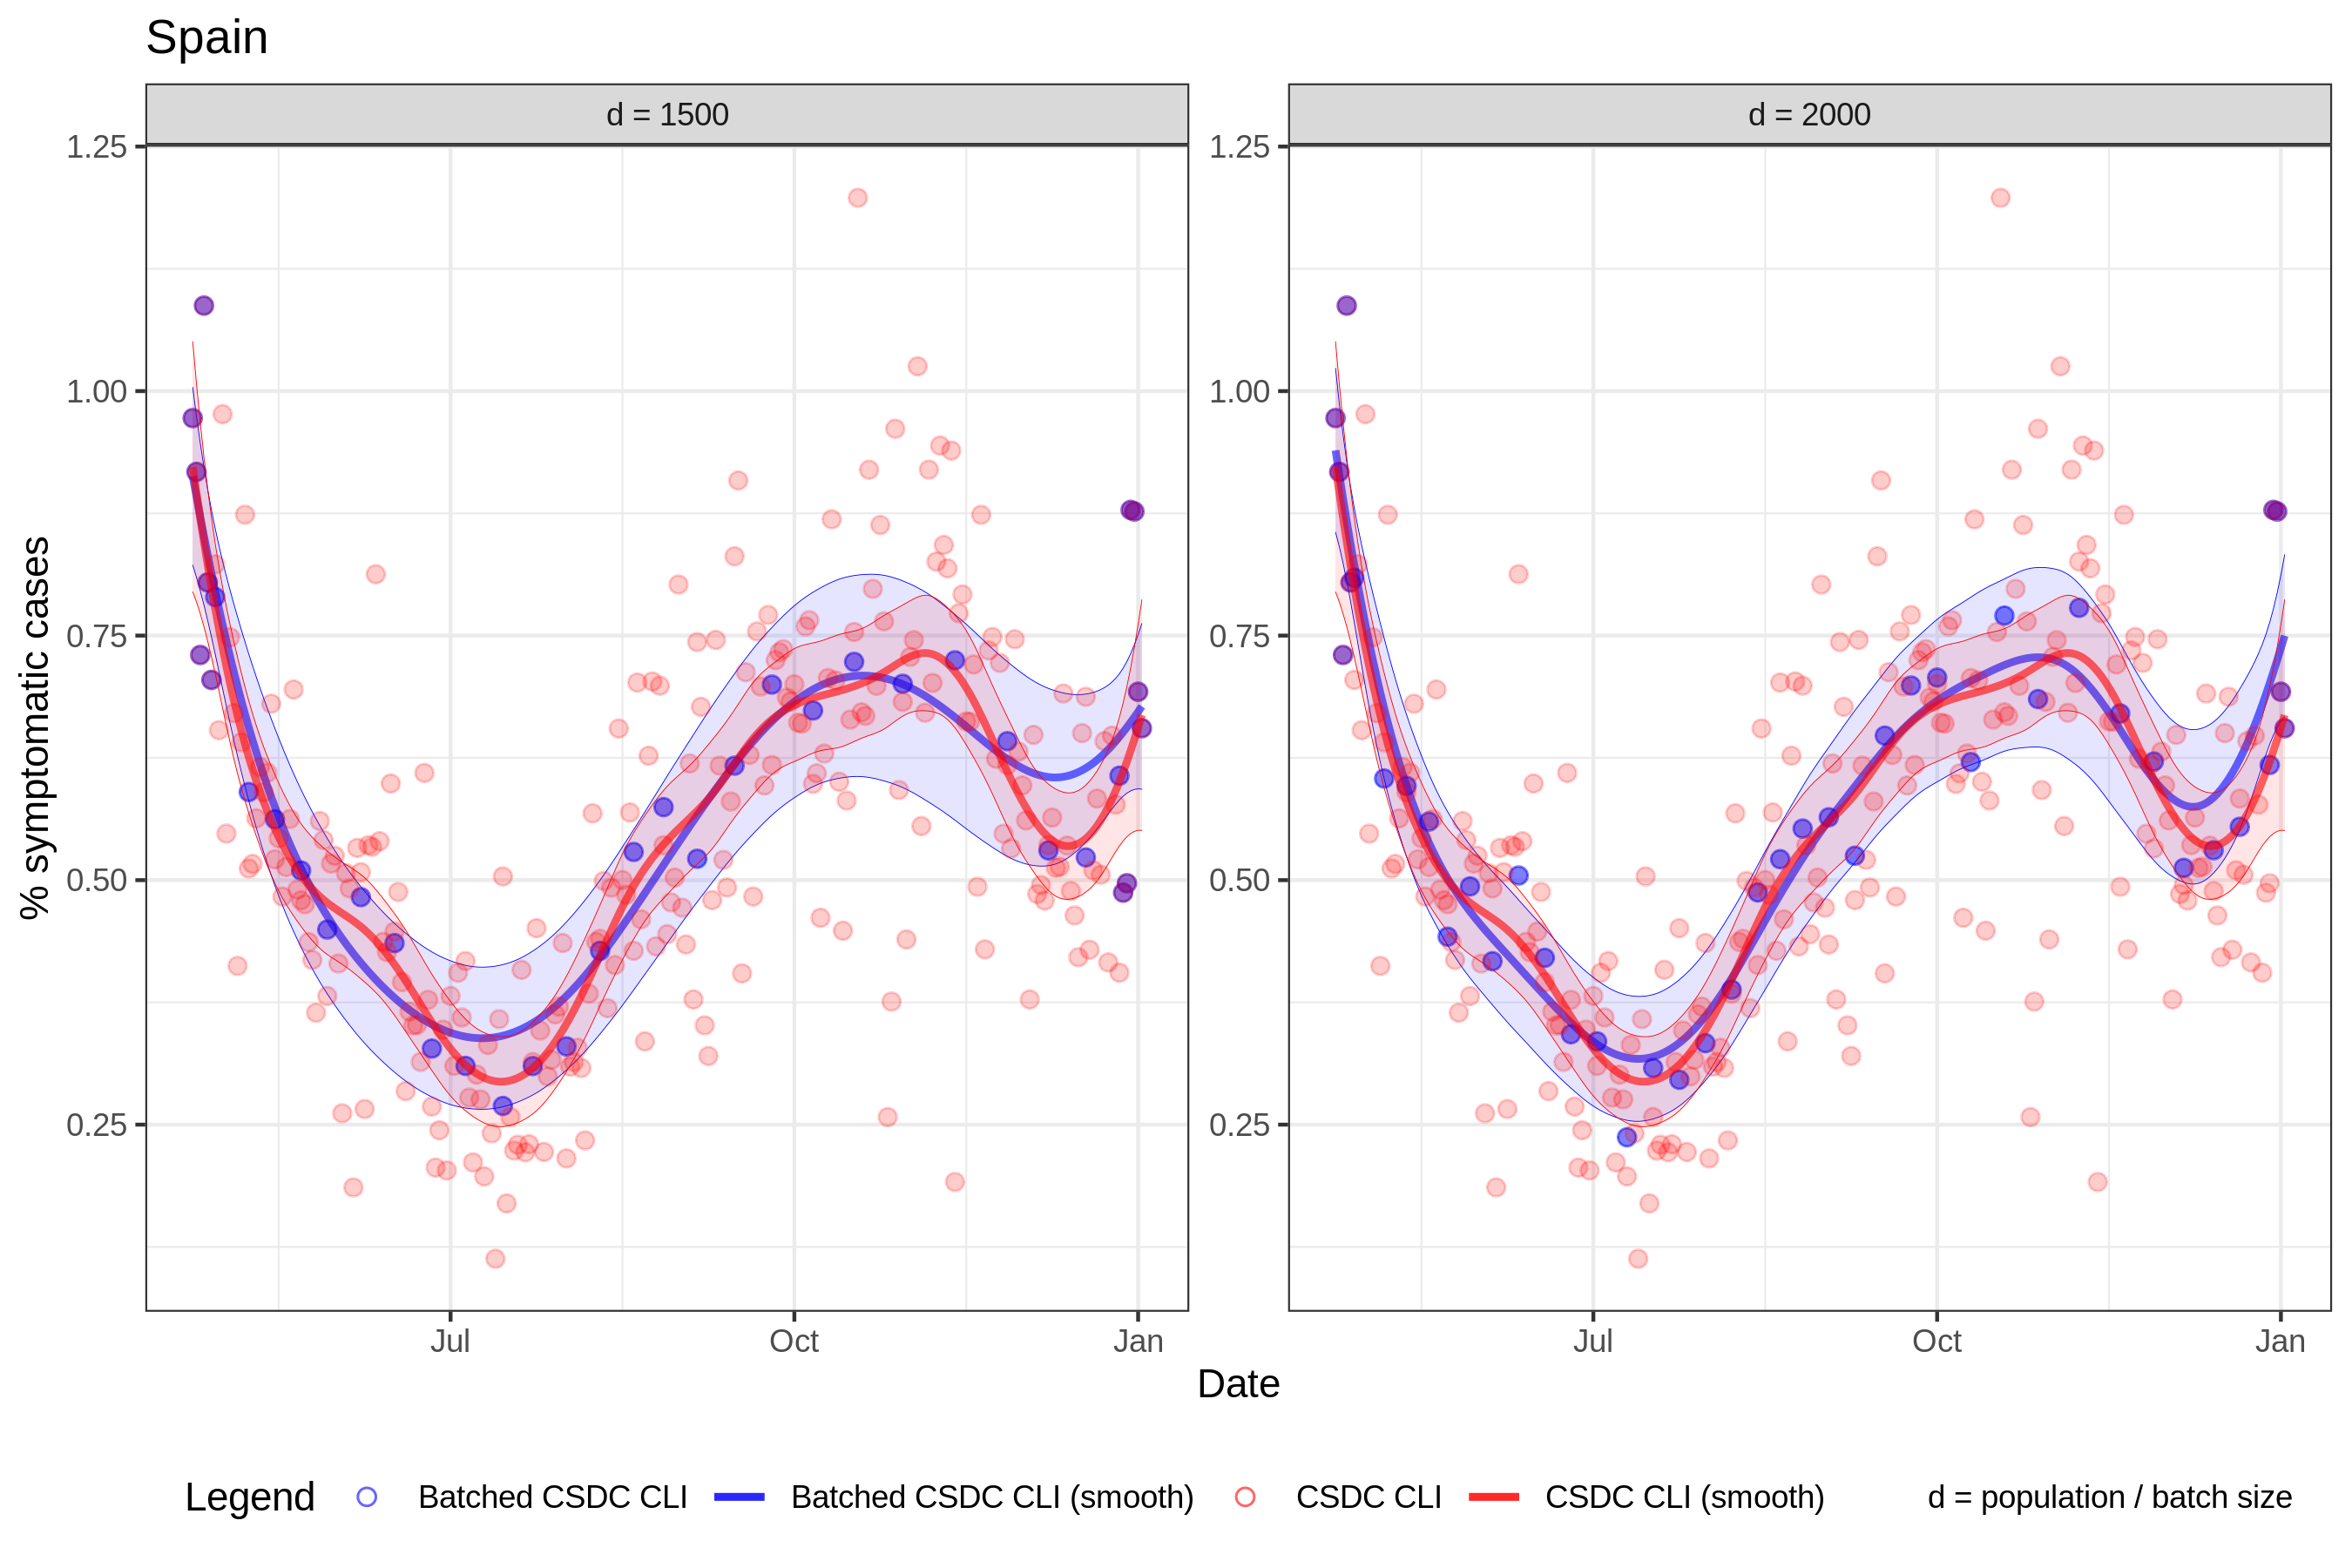 Spain
d = 1500
d = 2000
% symptomatic cases
1.25
1.00
0.75
0.50
0.25
1.25
1.00
0.75
0.50
0.25
Jul Oct Jan
Jul Oct Jan
Date
Legend Batched CSDC CLI Batched CSDC CLI (smooth) CSDC CLI CSDC CLI (smooth) d = population / batch size